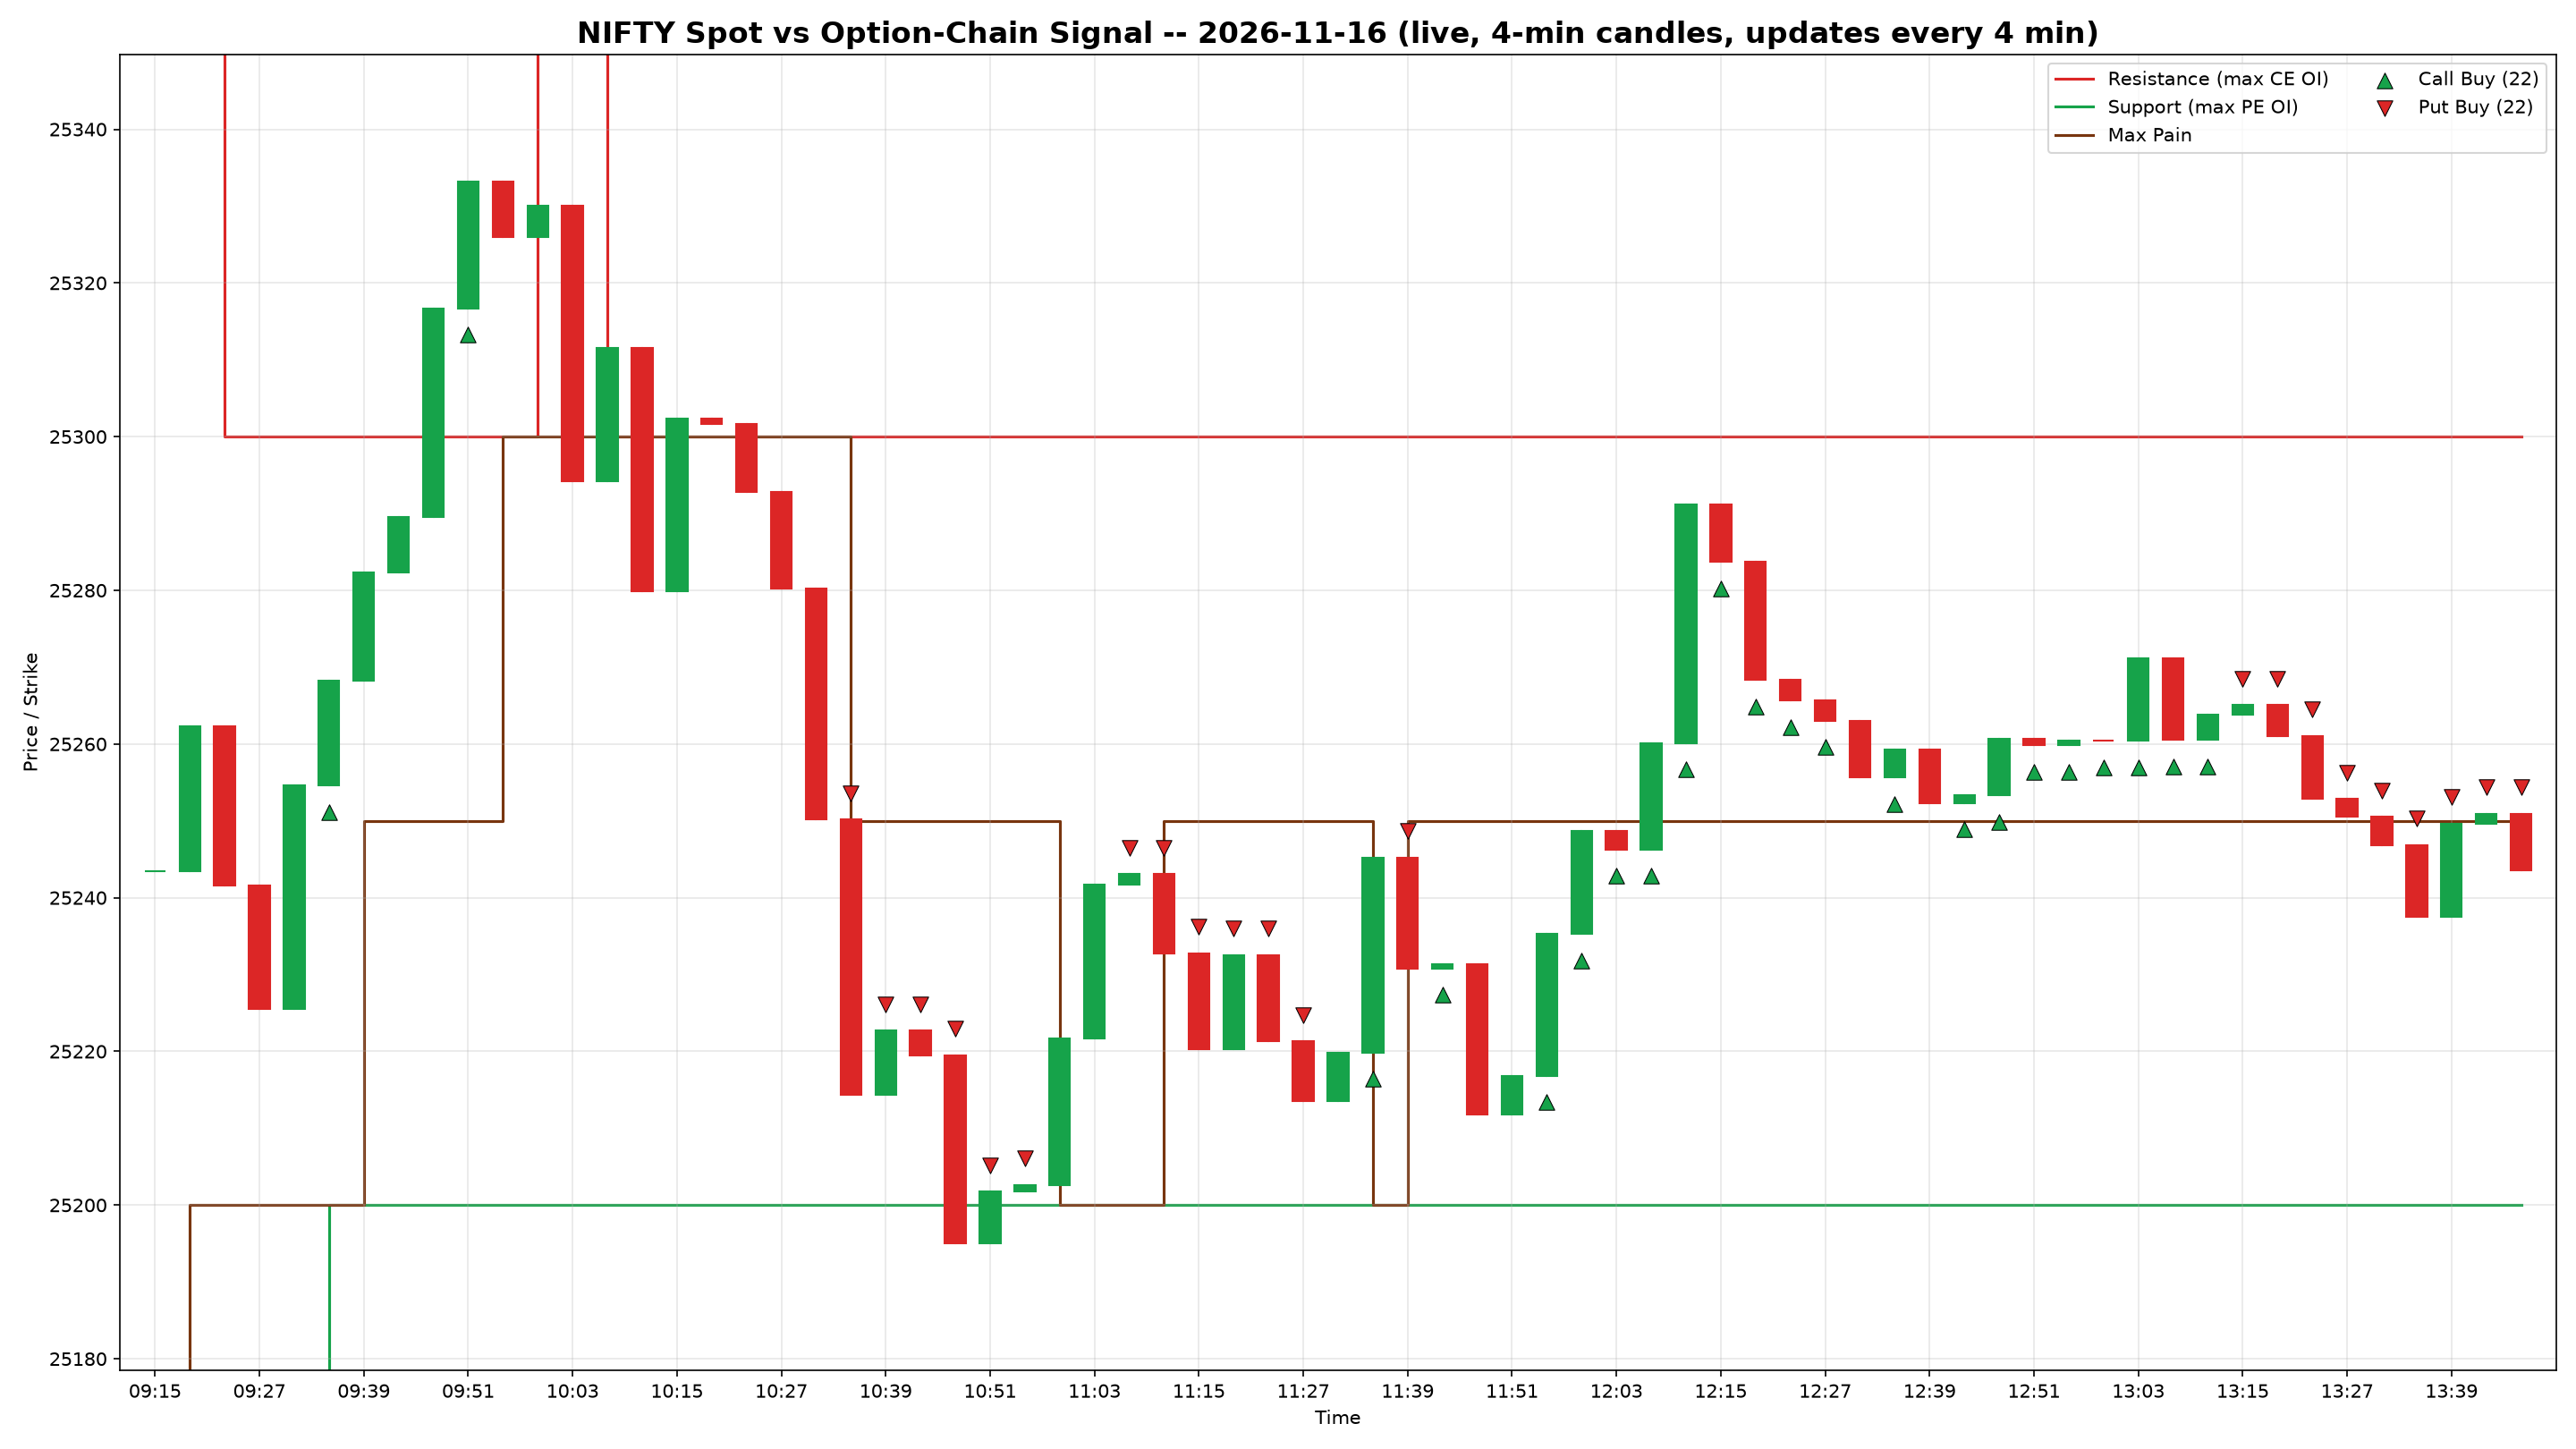 NIFTY Spot vs Option-Chain Signal -- 2026-11-16 (live, 4-min candles, updates every 4 min)
Resistance (max CE OI)
Support (max PE OI)
Max Pain
Call Buy (22)
Put Buy (22)
Price / Strike
25340
25320
25300
25280
25260
25240
25220
25200
25180
09:15 09:27 09:39 09:51 10:03 10:15 10:27 10:39 10:51 11:03 11:15 11:27 11:39 11:51 12:03 12:15 12:27 12:39 12:51 13:03 13:15 13:27 13:39
Time